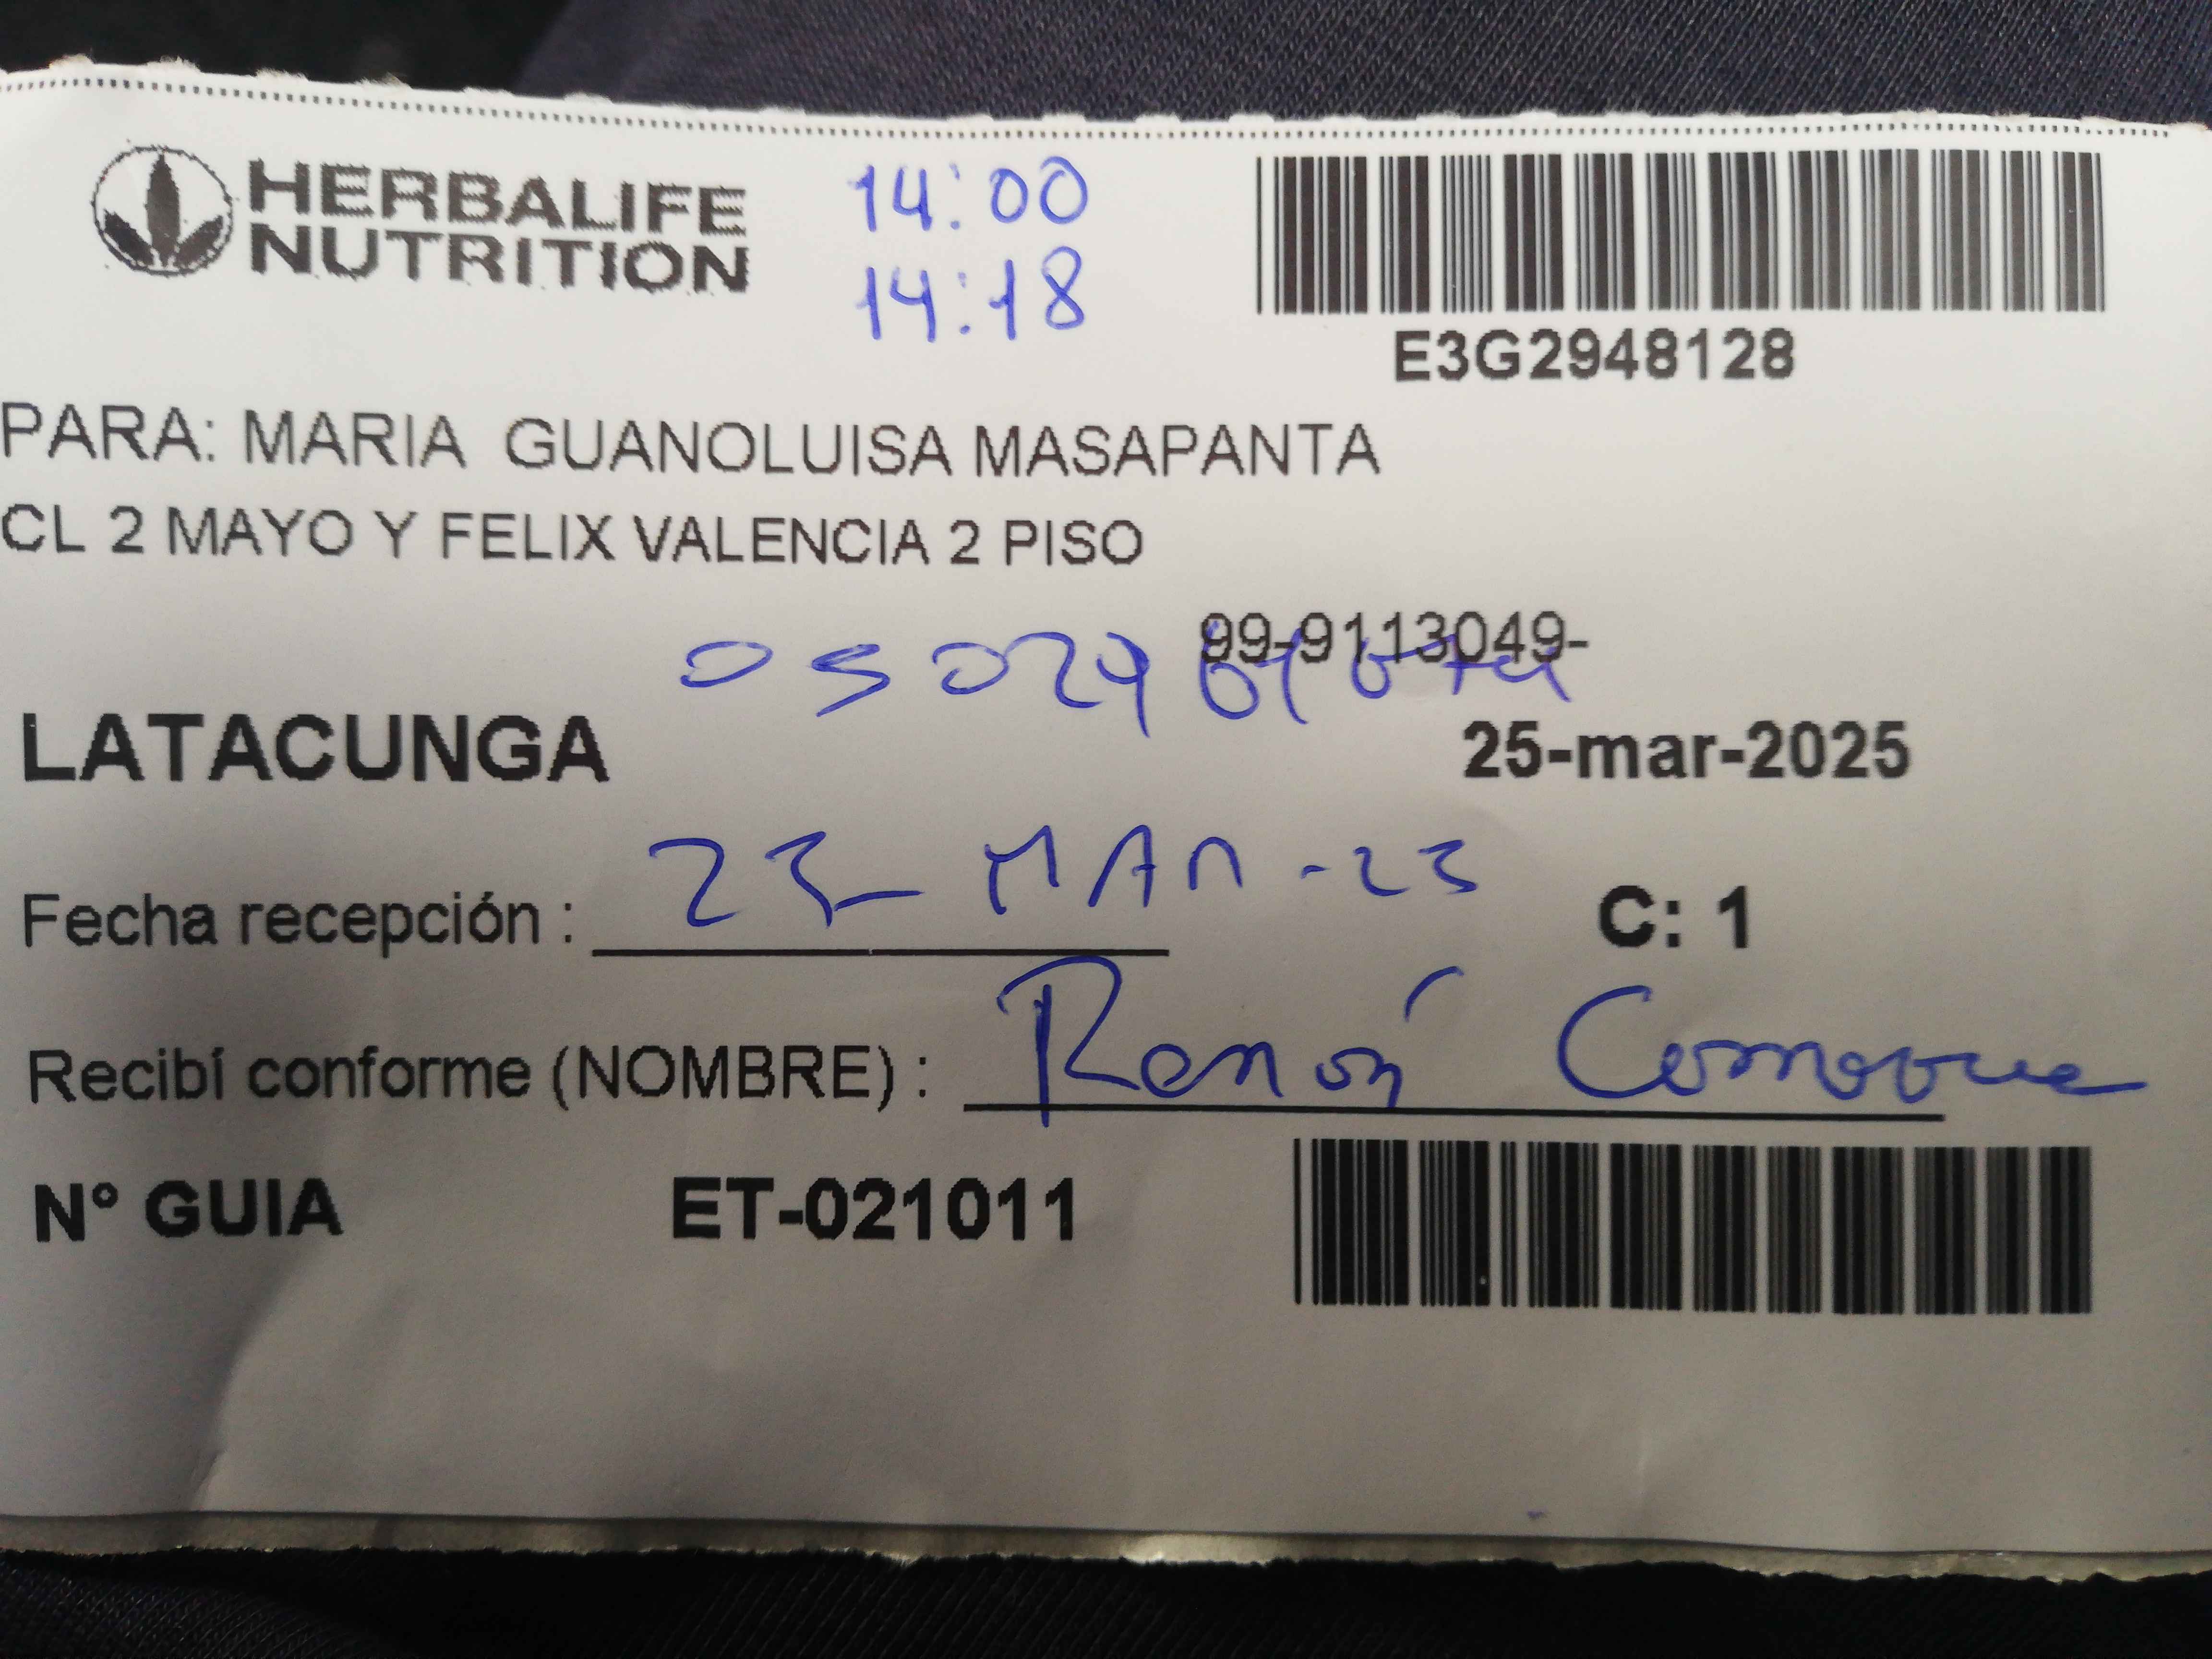 HERBALIFE
NUTRITION
14:00
14:18
E3G2948128
PARA: MARIA GUANOLUISA MASAPANTA
CL 2 MAYO Y FELIX VALENCIA 2 PISO
99-9113049-
LATACUNGA
25-mar-2025
Fecha recepción :
C: 1
Recibí conforme (NOMBRE) : Ramón
N° GUIA ET-021011